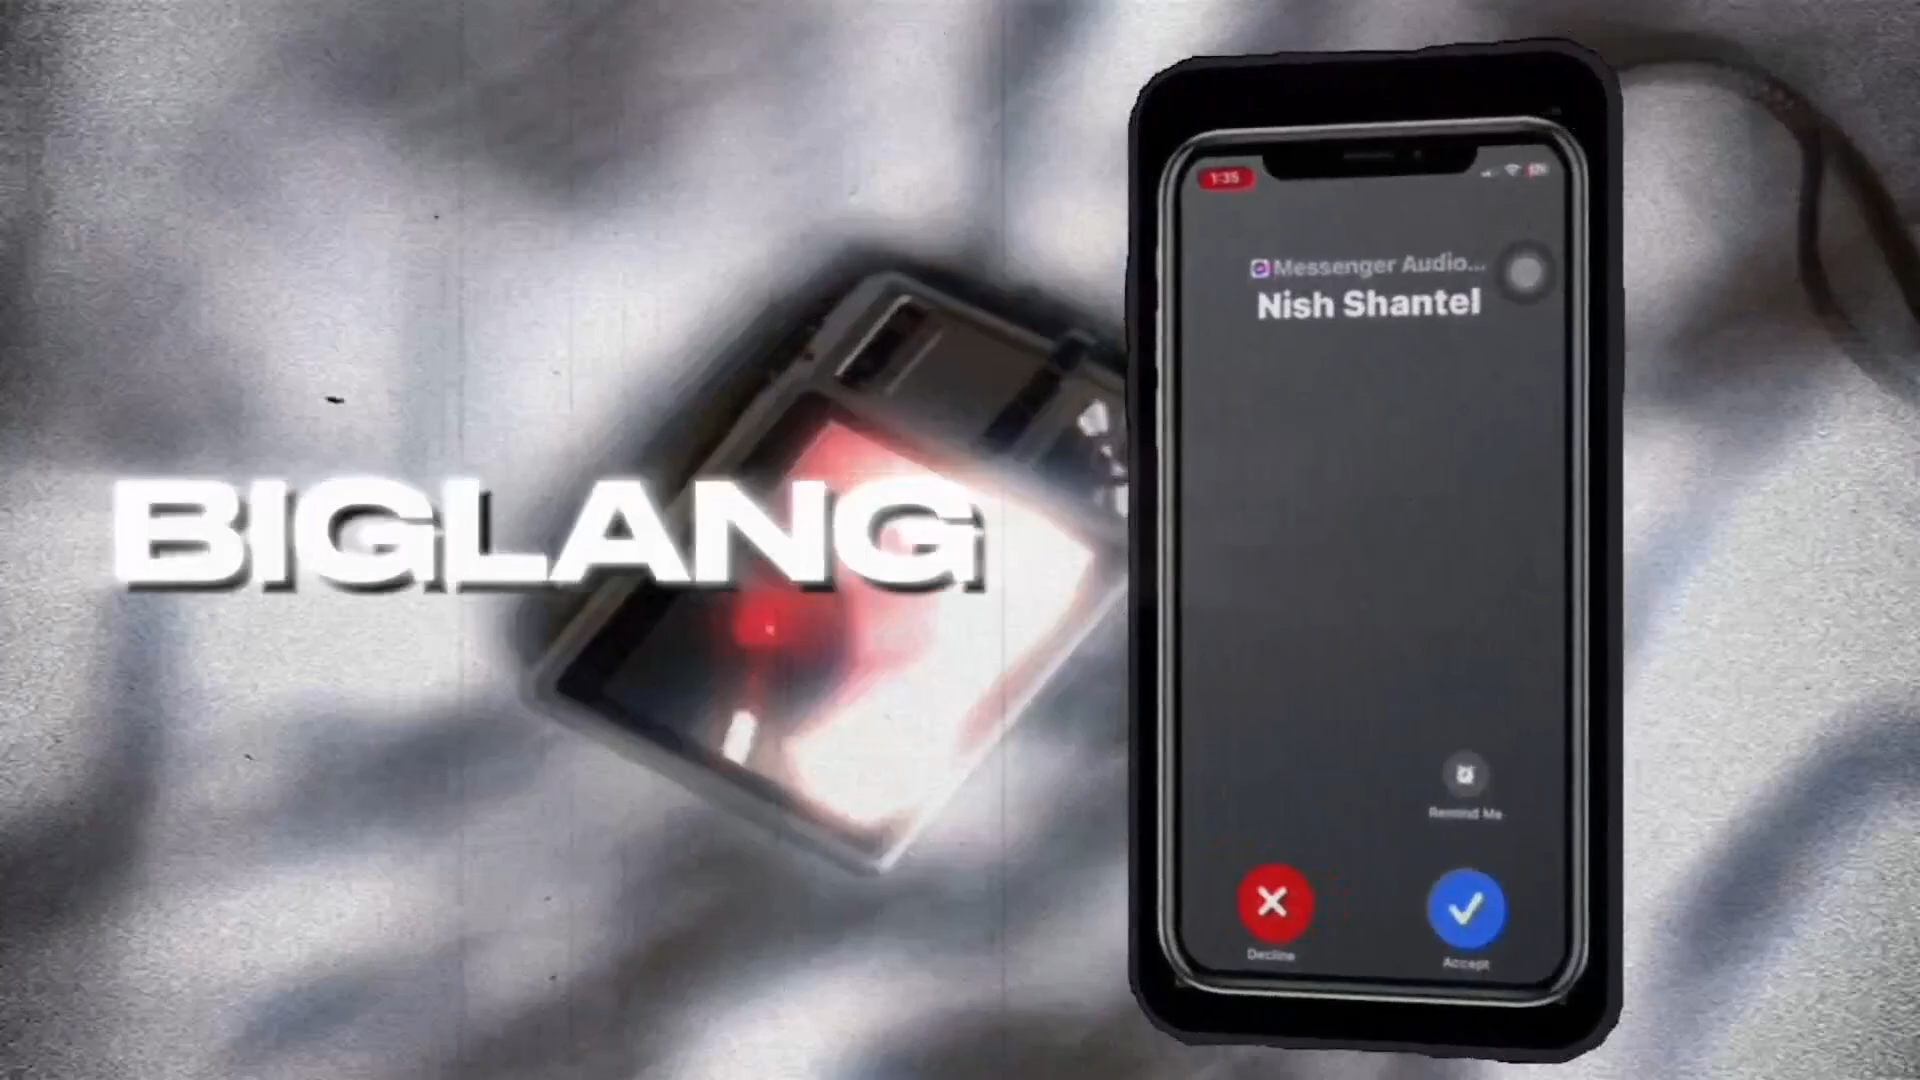 BIGLANG
1:35
Messenger Audio...
Nish Shantel
Remind Me
Decline
Accept